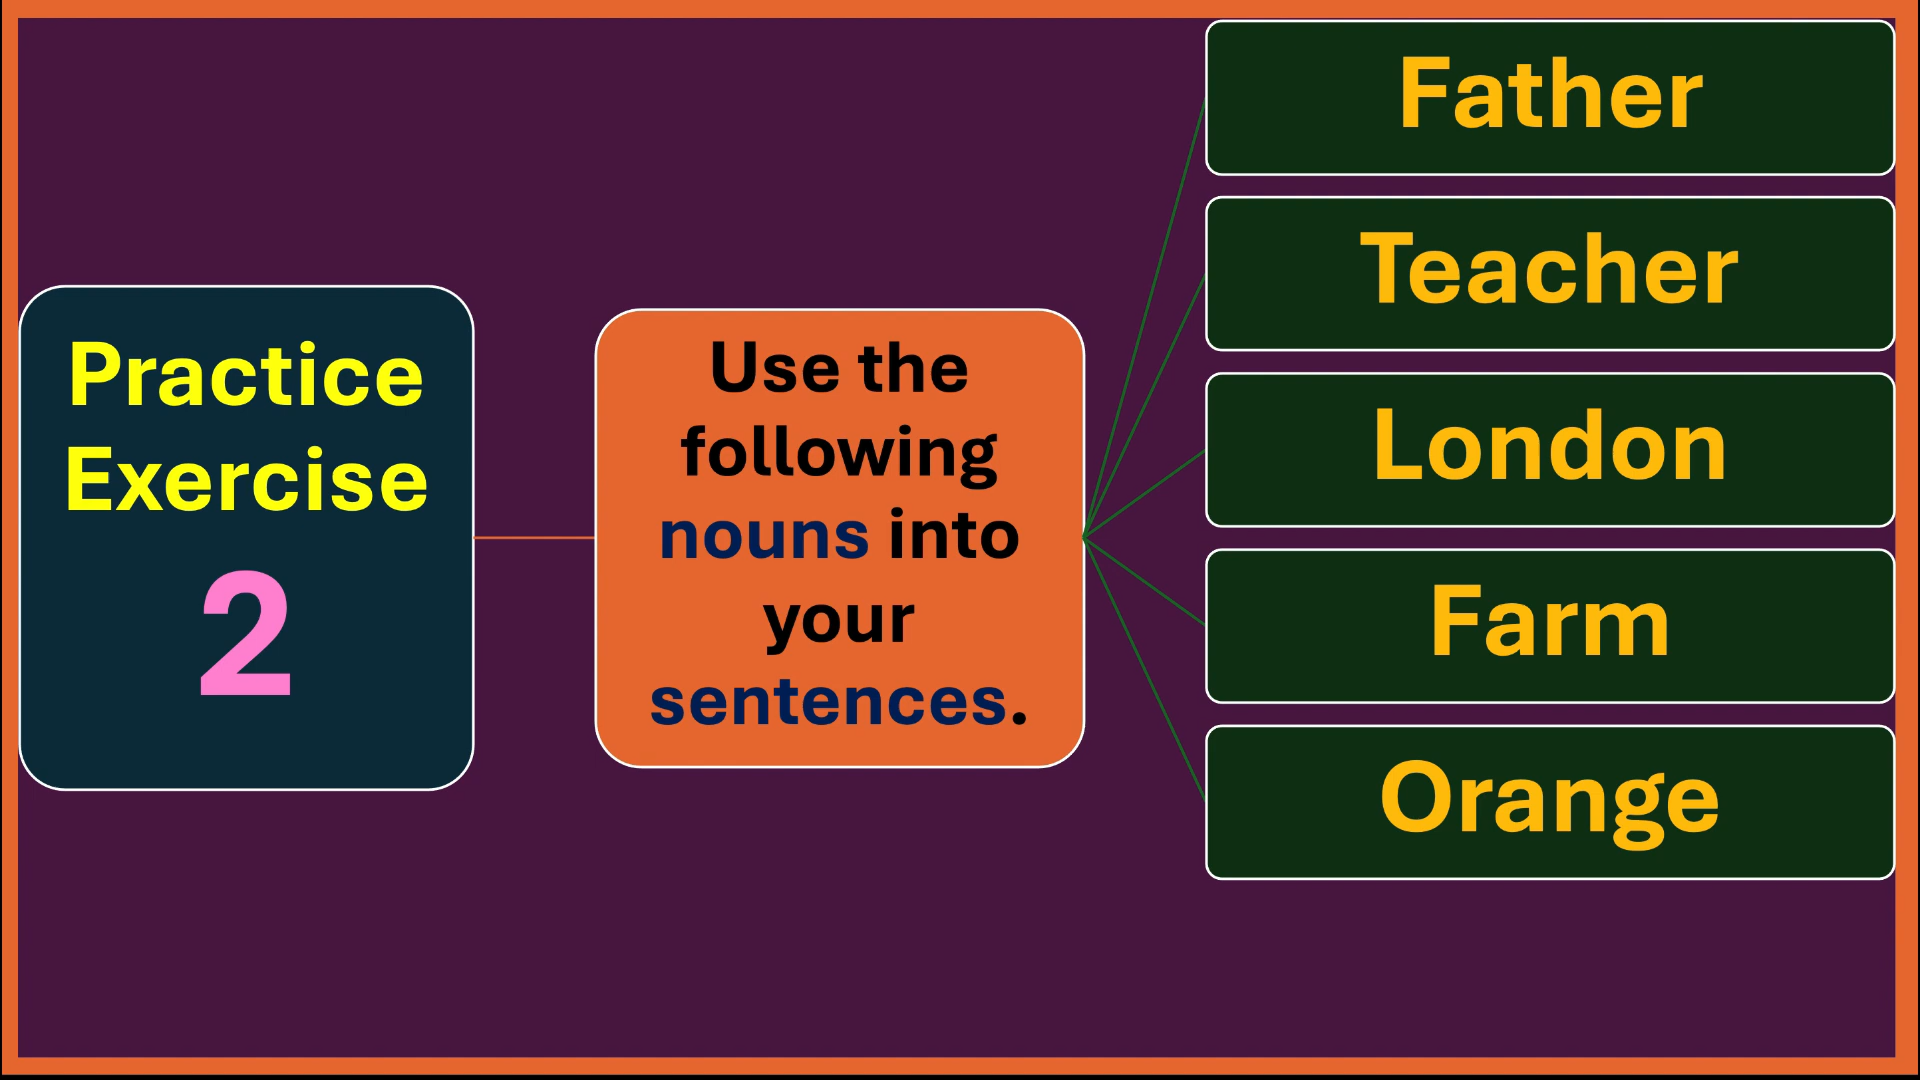 Practice
Exercise
2
Use the
following
nouns into
your
sentences.
Father
Teacher
London
Farm
Orange